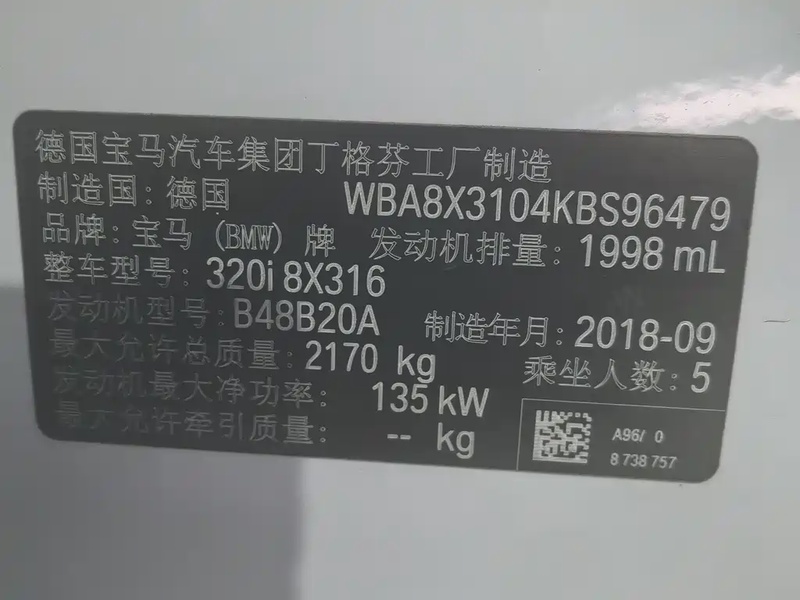 德国宝马汽车集团丁格芬工厂制造
制造国: 德国 WBA8X3104KBS96479
品牌: 宝马 (BMW) 牌 发动机排量: 1998 mL
整车型号: 320i 8X316
发动机型号: B48B20A 制造年月: 2018-09
最大允许总质量: 2170 kg 乘坐人数: 5
发动机最大净功率: 135 kW
最大允许牵引质量: -- kg
A96/ 0
8 738 757